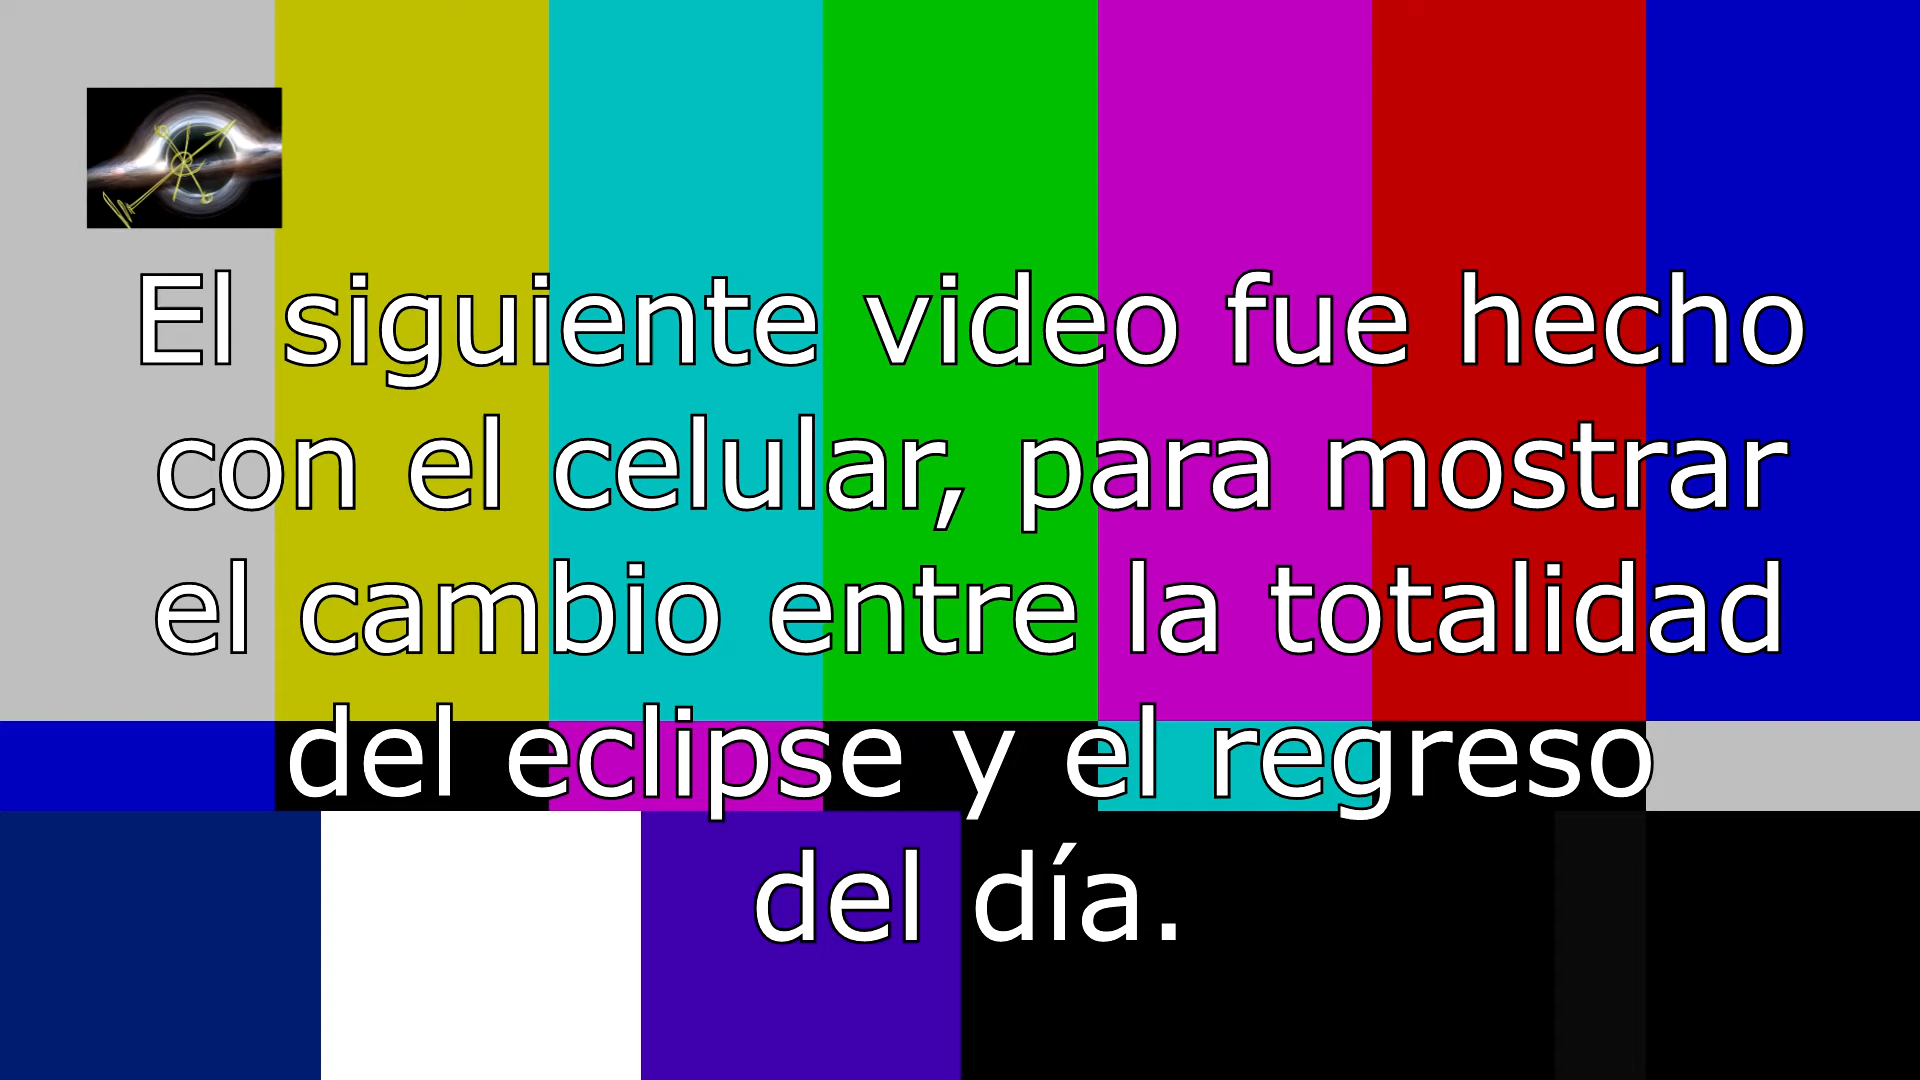 El siguiente video fue hecho
con el celular, para mostrar
el cambio entre la totalidad
del eclipse y el regreso
del día.